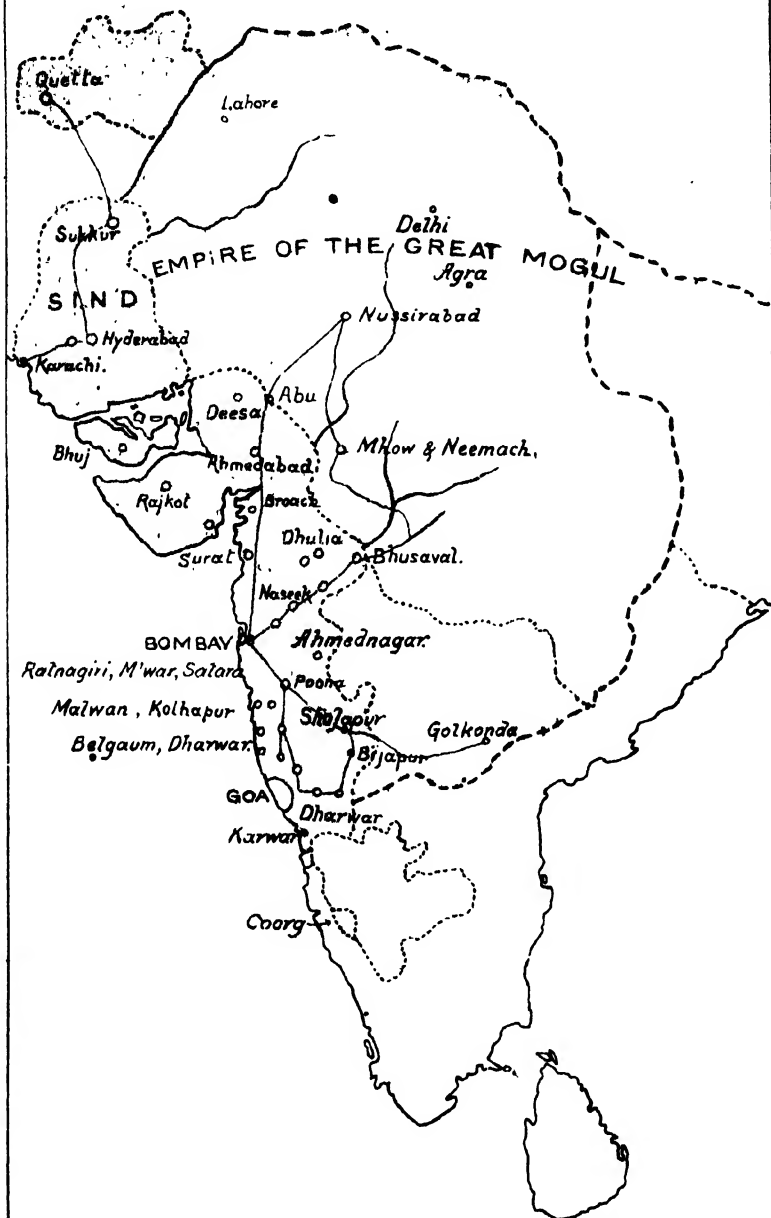 Quetta
Lahore
Sukkur
Delhi
EMPIRE OF THE GREAT MOGUL
Agra
SIND
Nussirabad
Hyderabad
Karachi.
Deesa
Abu
Bhuj
Ahmedabad
Mhow & Neemach.
Rajkot
Broach
Dhulia
Surat
Bhusaval.
Naseek
BOMBAY
Ahmednagar.
Ratnagiri, M'war, Satara
Poona
Malwan, Kolhapur
Sholapur
Golkonda
Belgaum, Dharwar.
Bijapur
GOA
Dharwar
Karwar
Coorg